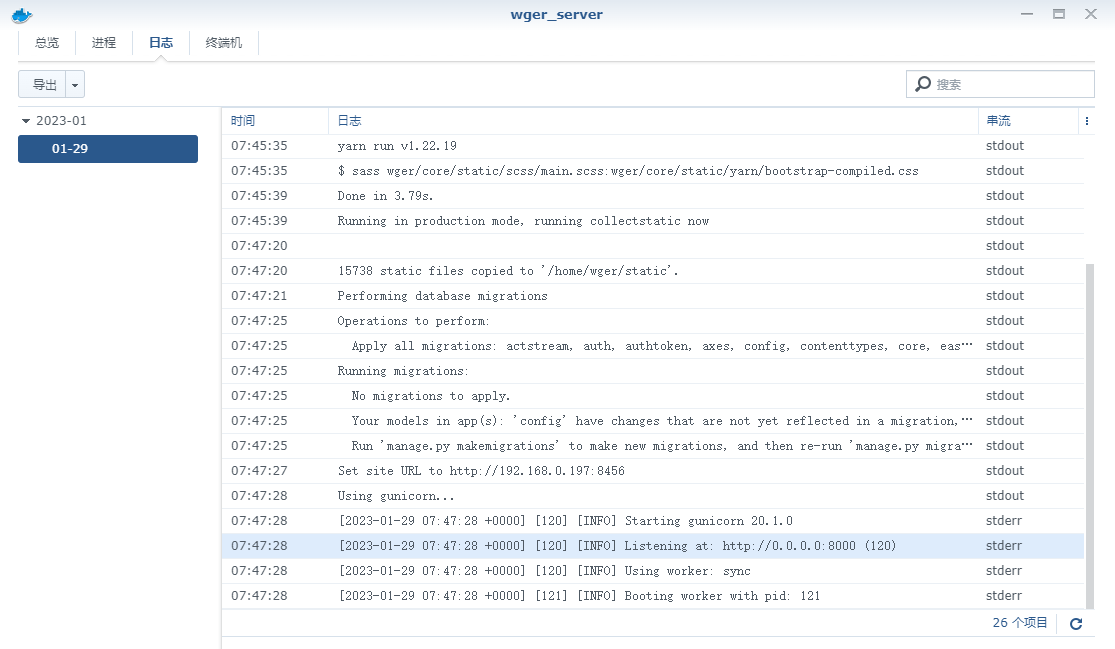 wger_server
总览 进程 日志 终端机
导出 搜索
2023-01
01-29
时间 日志 串流
07:45:35 yarn run v1.22.19 stdout
07:45:35 $ sass wger/core/static/scss/main.scss:wger/core/static/yarn/bootstrap-compiled.css stdout
07:45:39 Done in 3.79s. stdout
07:45:39 Running in production mode, running collectstatic now stdout
07:47:20 stdout
07:47:20 15738 static files copied to '/home/wger/static'. stdout
07:47:21 Performing database migrations stdout
07:47:25 Operations to perform: stdout
07:47:25 Apply all migrations: actstream, auth, authtoken, axes, config, contenttypes, core, eas… stdout
07:47:25 Running migrations: stdout
07:47:25 No migrations to apply. stdout
07:47:25 Your models in app(s): 'config' have changes that are not yet reflected in a migration,… stdout
07:47:25 Run 'manage.py makemigrations' to make new migrations, and then re-run 'manage.py migra… stdout
07:47:27 Set site URL to http://192.168.0.197:8456 stdout
07:47:28 Using gunicorn... stdout
07:47:28 [2023-01-29 07:47:28 +0000] [120] [INFO] Starting gunicorn 20.1.0 stderr
07:47:28 [2023-01-29 07:47:28 +0000] [120] [INFO] Listening at: http://0.0.0.0:8000 (120) stderr
07:47:28 [2023-01-29 07:47:28 +0000] [120] [INFO] Using worker: sync stderr
07:47:28 [2023-01-29 07:47:28 +0000] [121] [INFO] Booting worker with pid: 121 stderr
26 个项目